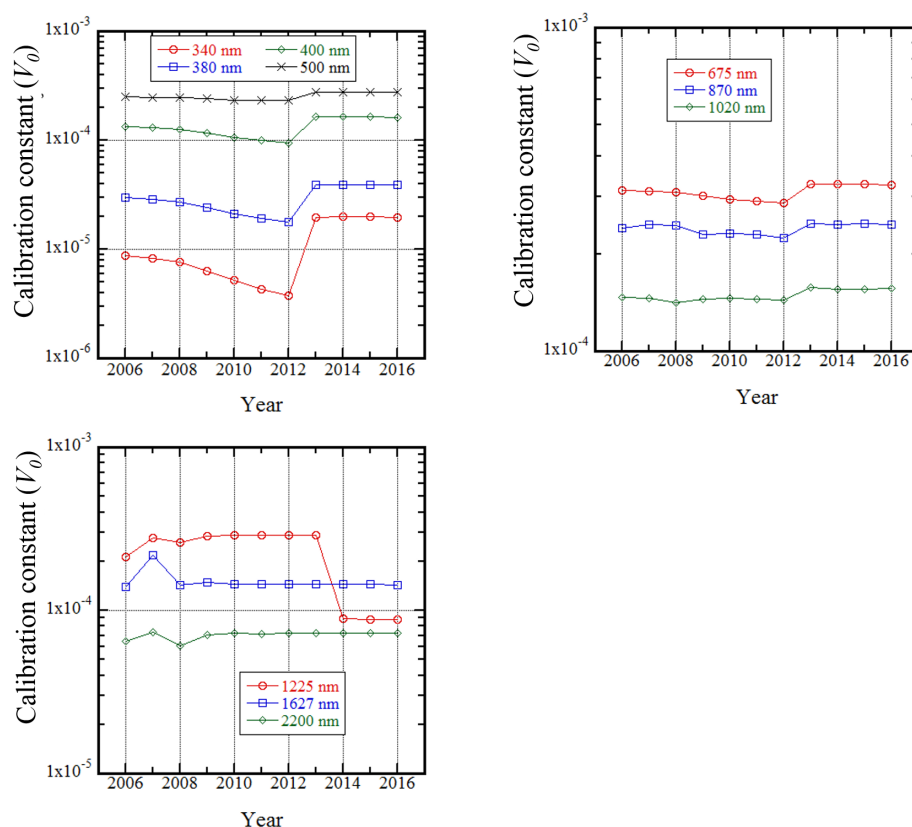 Calibration constant (V0)
1x10-3
1x10-4
1x10-5
1x10-6
340 nm
400 nm
380 nm
500 nm
2006 2008 2010 2012 2014 2016
Year
Calibration constant (V0)
1x10-3
1x10-4
675 nm
870 nm
1020 nm
2006 2008 2010 2012 2014 2016
Year
Calibration constant (V0)
1x10-3
1x10-4
1x10-5
1225 nm
1627 nm
2200 nm
2006 2008 2010 2012 2014 2016
Year